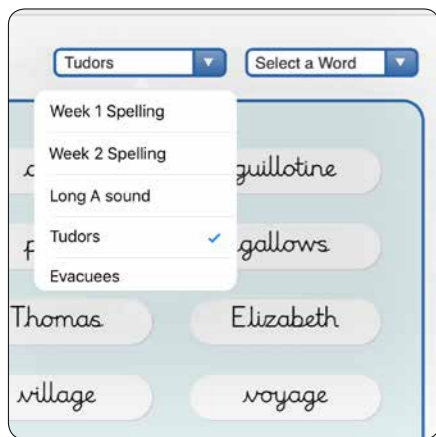 Tudors Select a Word
Week 1 Spelling
Week 2 Spelling
guillotine
Long A sound
Tudors
gallows
Evacuees
Thomas Elizabeth
village voyage